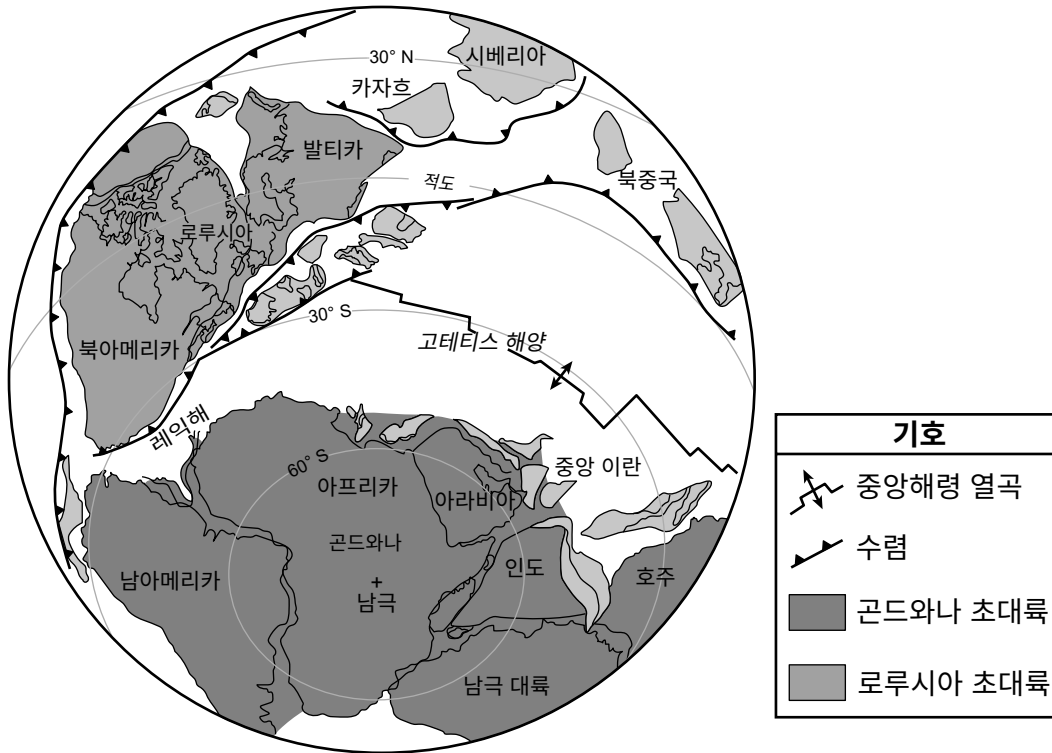 시베리아
30° N
카자흐
발티카
적도
북중국
로루시아
30° S
고테티스 해양
북아메리카
레익해
60° S
중앙 이란
아프리카
아라비아
곤드와나
인도
호주
남아메리카
+
남극
남극 대륙
기호
중앙해령 열곡
수렴
곤드와나 초대륙
로루시아 초대륙